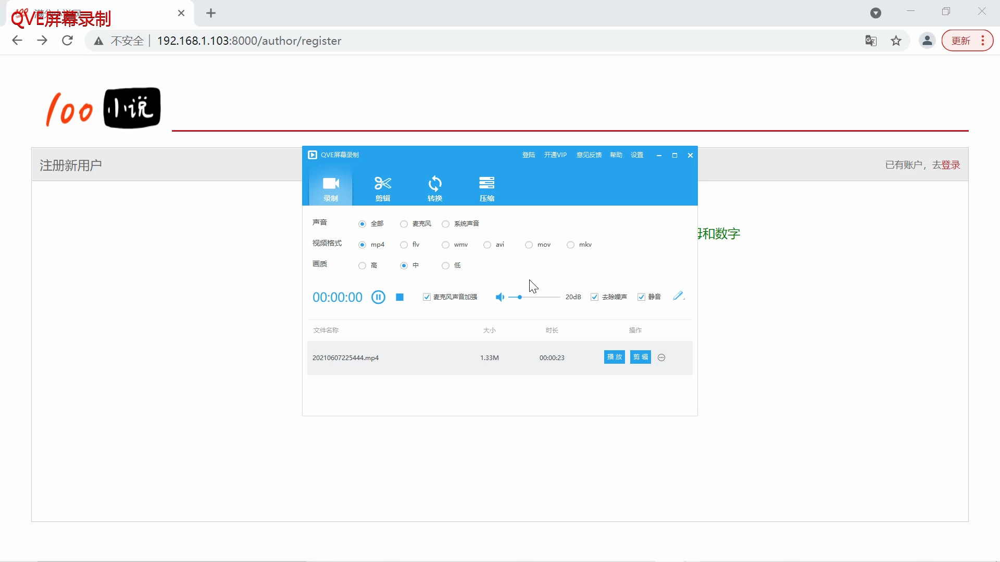 QVE屏幕录制
不安全 192.168.1.103:8000/author/register 更新
100 小说
注册新用户
已有账户，去登录
QVE屏幕录制 登陆 开通VIP 意见反馈 帮助 设置
录制 剪辑 转换 压缩
声音 全部 麦克风 系统声音
母和数字
视频格式 mp4 flv wmv avi mov mkv
画质 高 中 低
00:00:00 麦克风声音加强 20dB 去除噪声 静音
文件名称 大小 时长 操作
20210607225444.mp4 1.33M 00:00:23 播放 剪辑